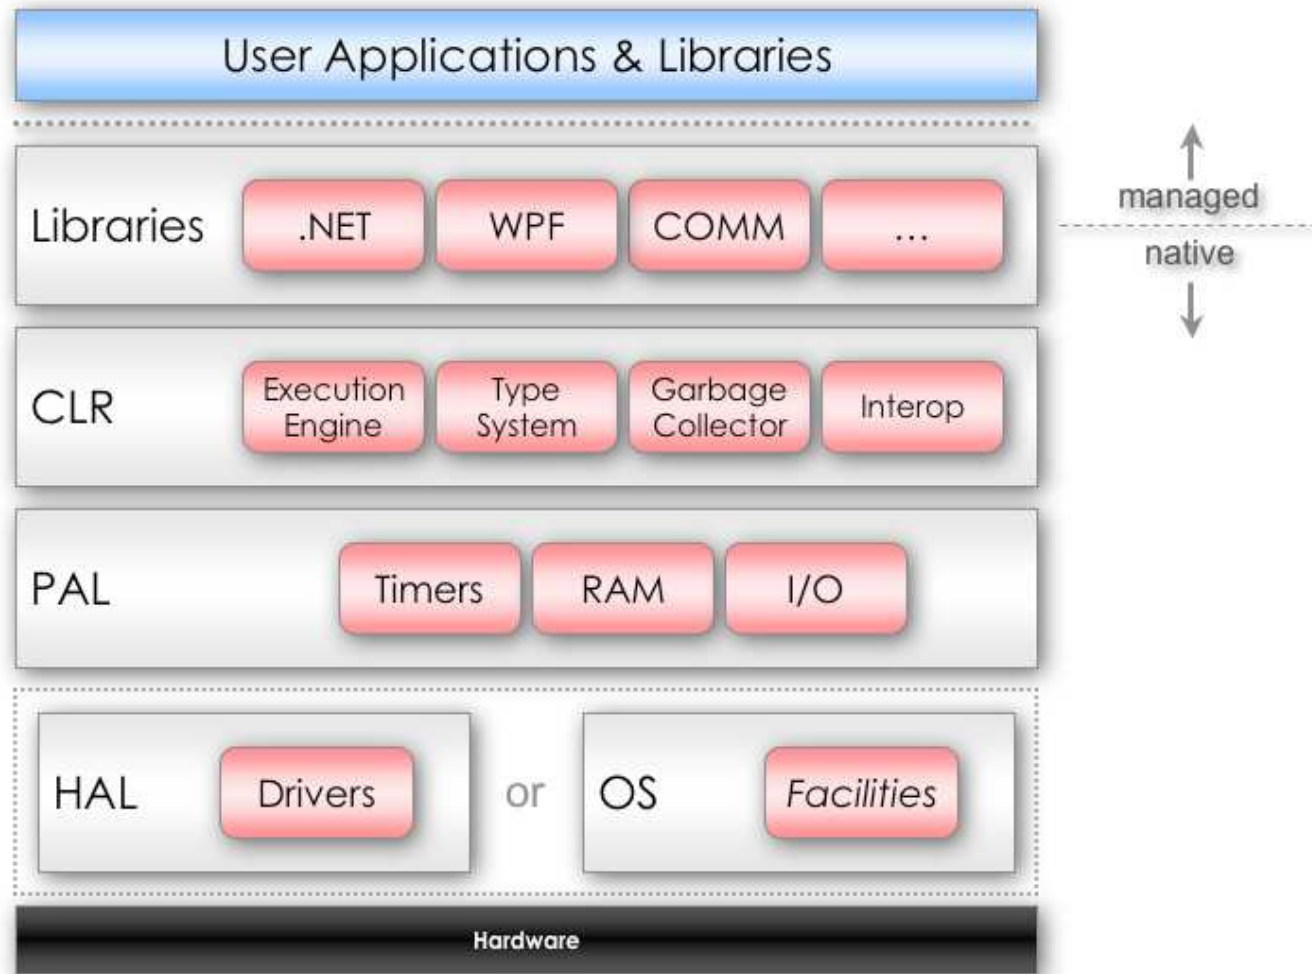 User Applications & Libraries
managed
native
Libraries
.NET
WPF
COMM
...
CLR
Execution
Engine
Type
System
Garbage
Collector
Interop
PAL
Timers
RAM
I/O
HAL
Drivers
or
OS
Facilities
Hardware